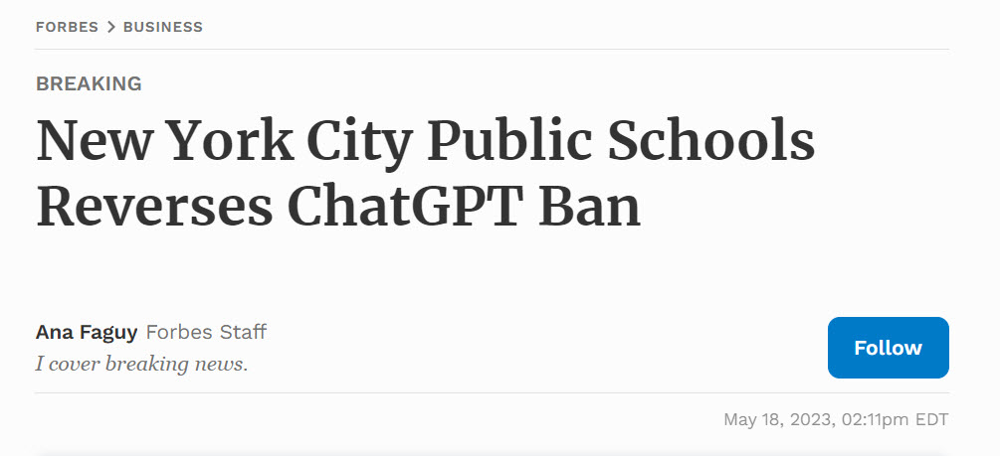 FORBES > BUSINESS
BREAKING
New York City Public Schools
Reverses ChatGPT Ban
Ana Faguy Forbes Staff
I cover breaking news.
Follow
May 18, 2023, 02:11pm EDT